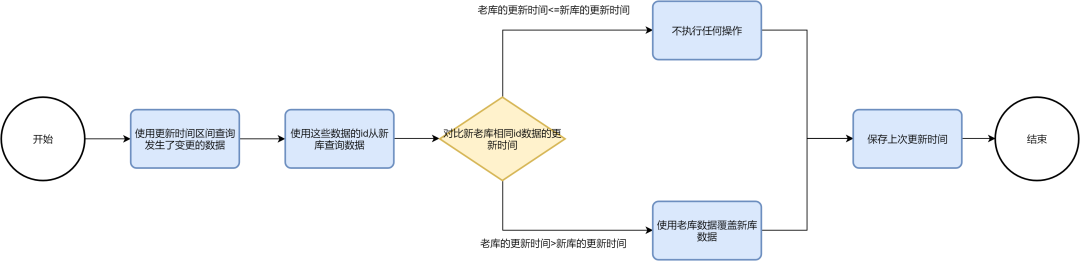 老库的更新时间<=新库的更新时间
不执行任何操作
开始
使用更新时间区间查询
发生了变更的数据
使用这些数据的id从新
库查询数据
对比新老库相同id数据的更
新时间
保存上次更新时间
结束
使用老库数据覆盖新库
数据
老库的更新时间>新库的更新时间